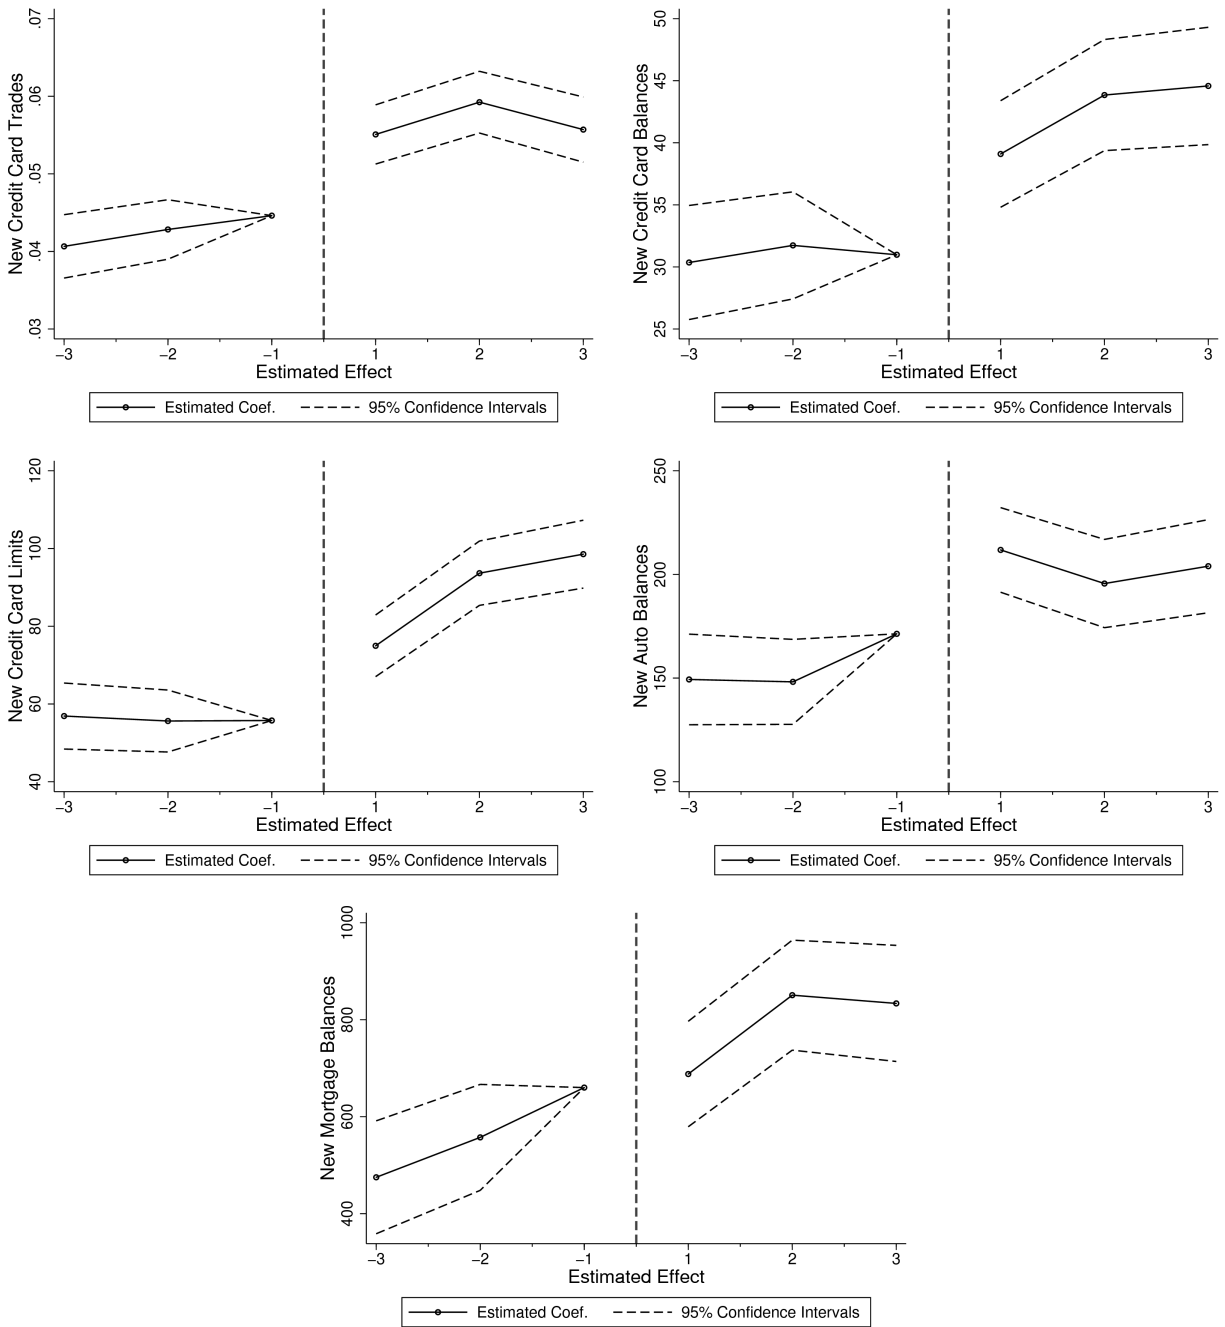 New Credit Card Trades
.07
.06
.05
.04
.03
−3 −2 −1 1 2 3
Estimated Effect
Estimated Coef. 95% Confidence Intervals
New Credit Card Balances
50
45
40
35
30
25
−3 −2 −1 1 2 3
Estimated Effect
Estimated Coef. 95% Confidence Intervals
New Credit Card Limits
120
100
80
60
40
−3 −2 −1 1 2 3
Estimated Effect
Estimated Coef. 95% Confidence Intervals
New Auto Balances
250
200
150
100
−3 −2 −1 1 2 3
Estimated Effect
Estimated Coef. 95% Confidence Intervals
New Mortgage Balances
1000
800
600
400
−3 −2 −1 1 2 3
Estimated Effect
Estimated Coef. 95% Confidence Intervals